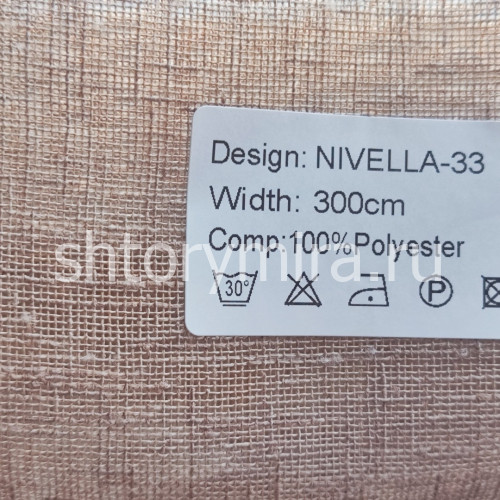 Design: NIVELLA-33
Width: 300cm
Comp:100%Polyester
shtorymira.ru
30°
P